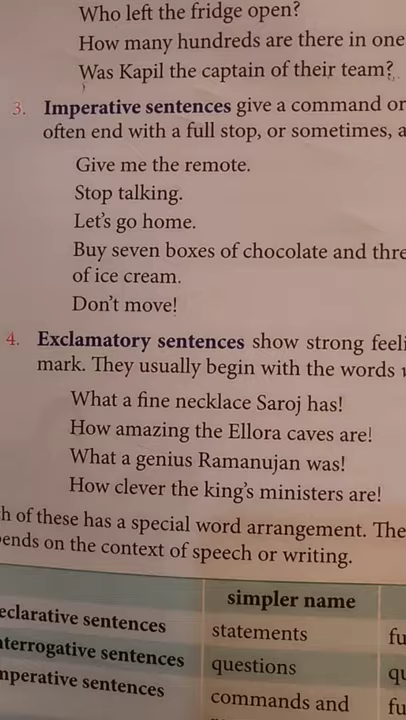 Who left the fridge open?
How many hundreds are there in one
Was Kapil the captain of their team?
3. Imperative sentences give a command or
often end with a full stop, or sometimes, a
Give me the remote.
Stop talking.
Let's go home.
Buy seven boxes of chocolate and thre
of ice cream.
Don't move!
4. Exclamatory sentences show strong feeli
mark. They usually begin with the words
What a fine necklace Saroj has!
How amazing the Ellora caves are!
What a genius Ramanujan was!
How clever the king's ministers are!
h of these has a special word arrangement. The
ends on the context of speech or writing.
simpler name
eclarative sentences statements fu
nterrogative sentences questions qu
mperative sentences commands and fu